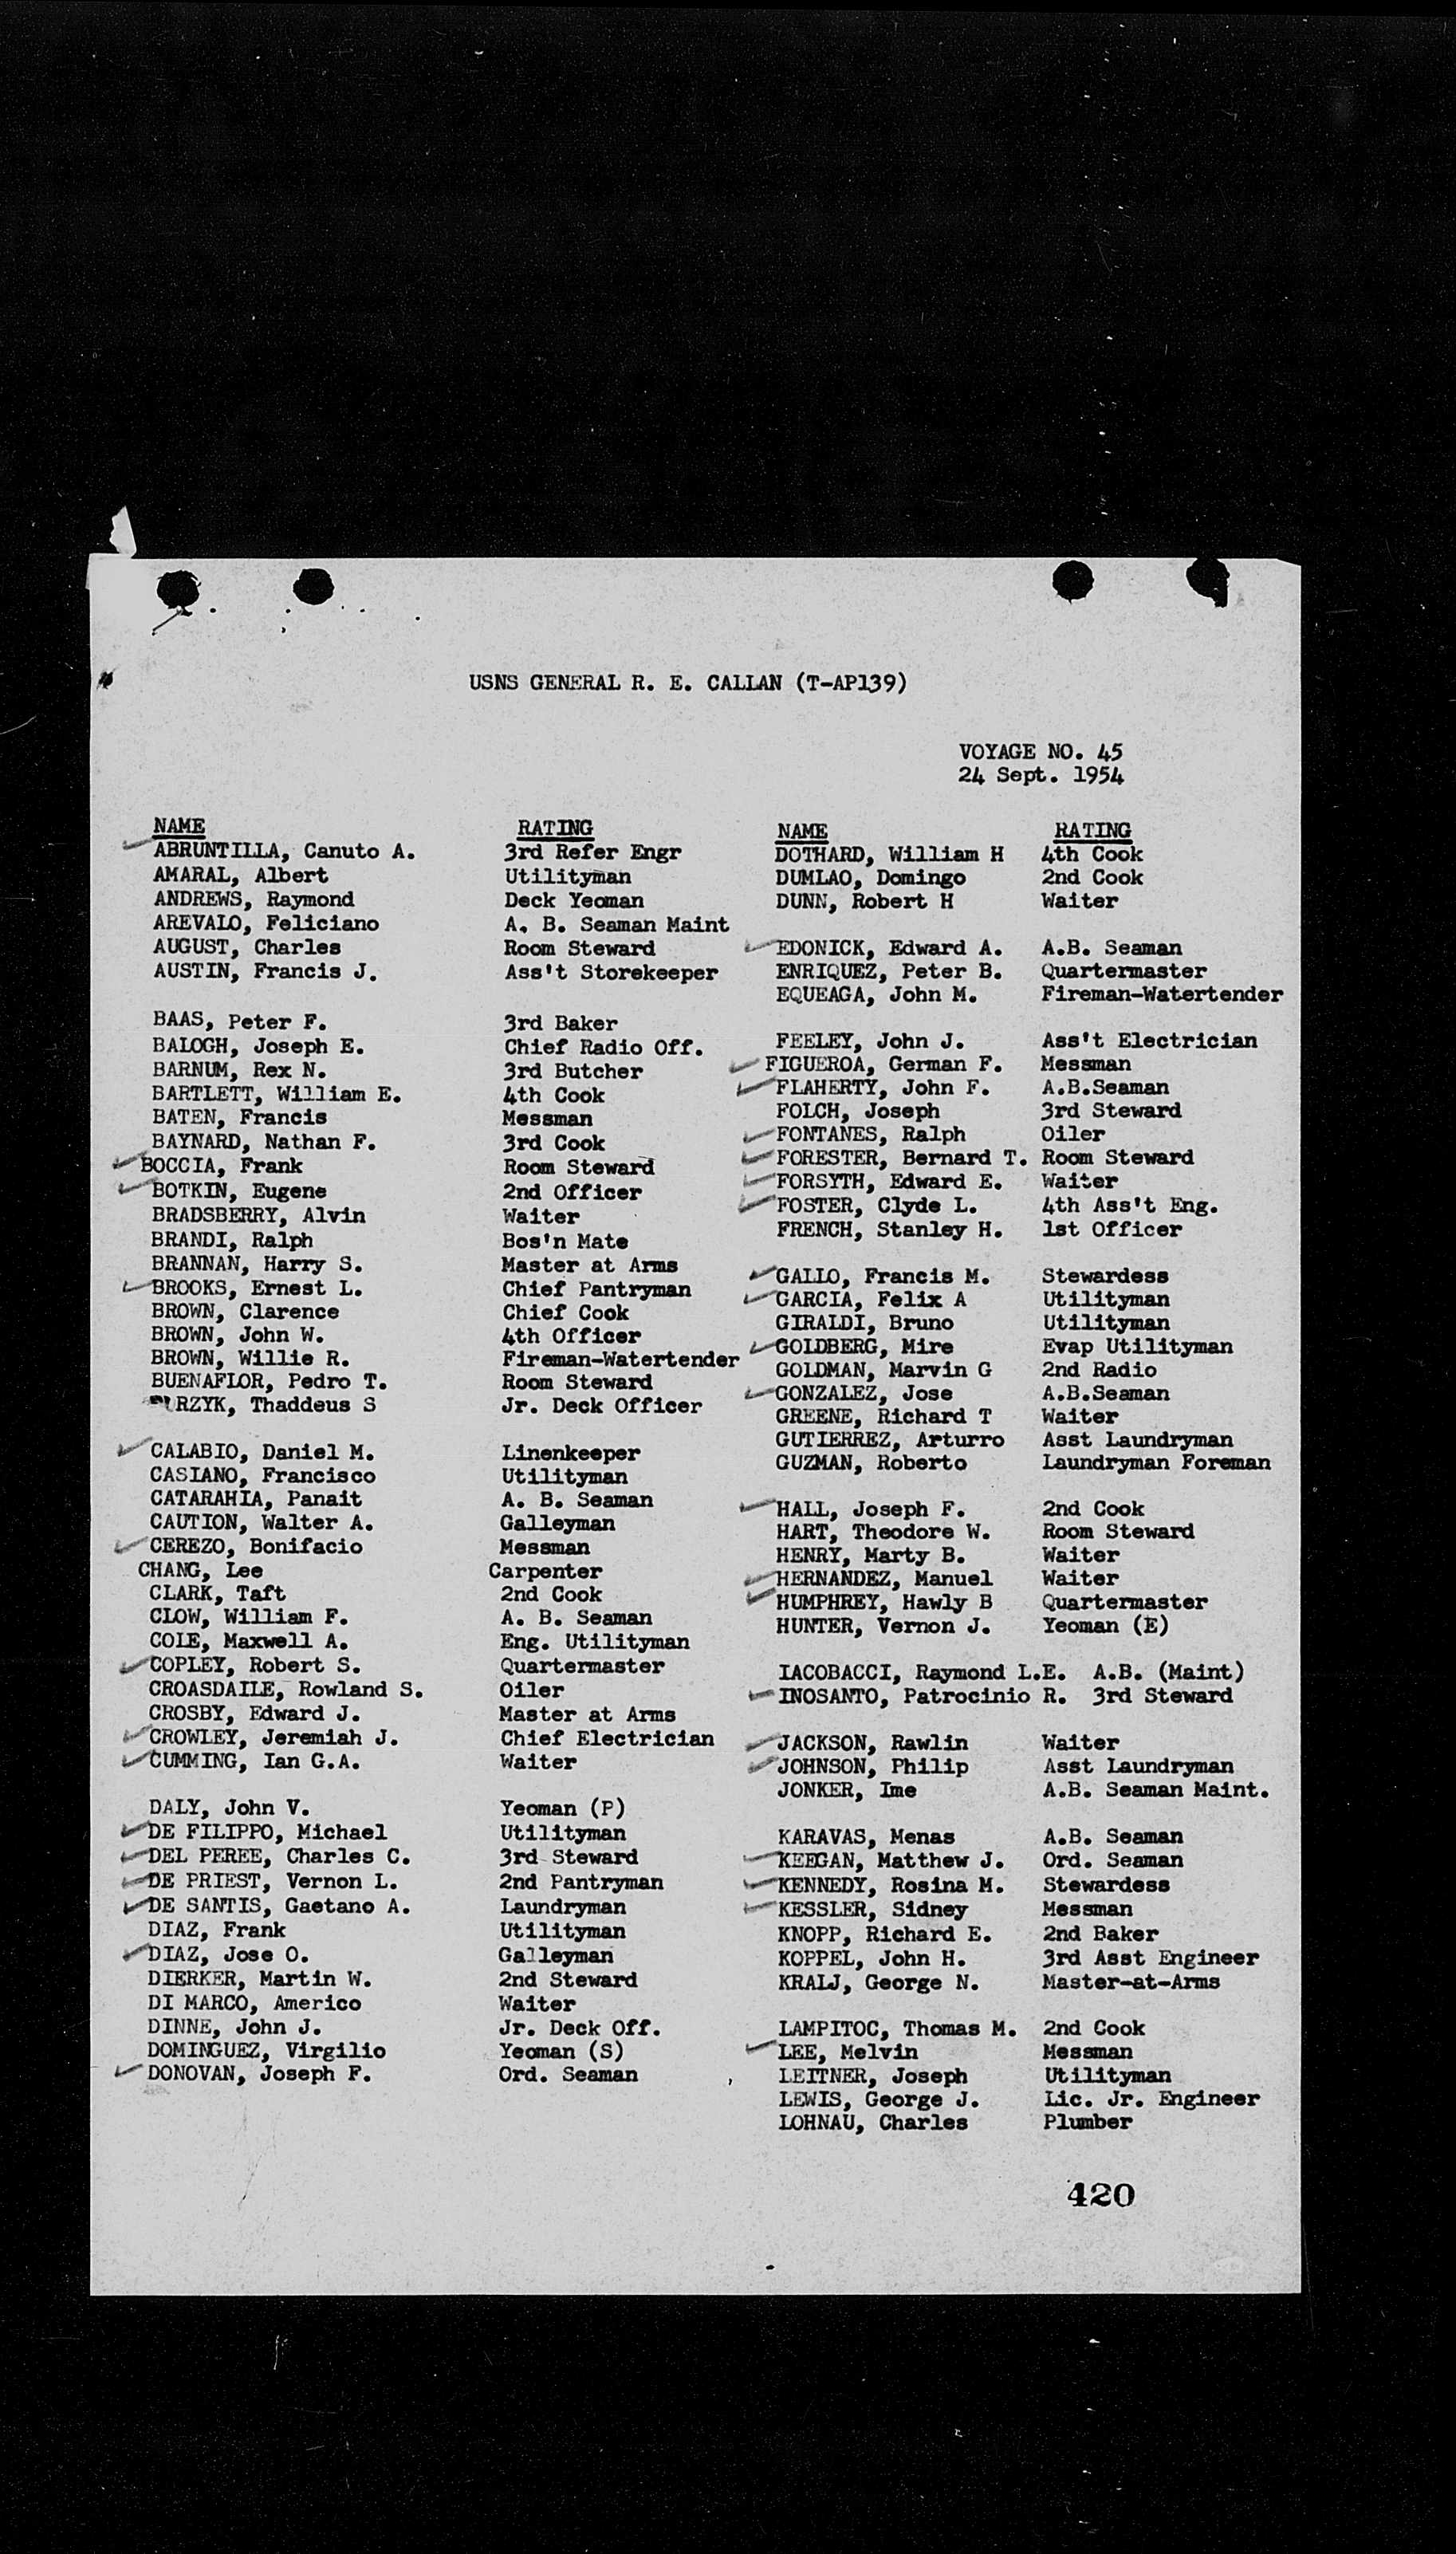 USNS GENERAL R. E. CALLAN (T-AP139)
VOYAGE NO. 45
24 Sept. 1954
NAME RATING
ABRUNTILLA, Canuto A. 3rd Refer Engr
AMARAL, Albert Utilityman
ANDREWS, Raymond Deck Yeoman
AREVALO, Feliciano A. B. Seaman Maint
AUGUST, Charles Room Steward
AUSTIN, Francis J. Ass't Storekeeper
BAAS, Peter F. 3rd Baker
BALOGH, Joseph E. Chief Radio Off.
BARNUM, Rex N. 3rd Butcher
BARTLETT, William E. 4th Cook
BATEN, Francis Messman
BAYNARD, Nathan F. 3rd Cook
BOCCIA, Frank Room Steward
BOTKIN, Eugene 2nd Officer
BRADSBERRY, Alvin Waiter
BRANDI, Ralph Bos'n Mate
BRANNAN, Harry S. Master at Arms
BROOKS, Ernest L. Chief Pantryman
BROWN, Clarence Chief Cook
BROWN, John W. 4th Officer
BROWN, Willie R. Fireman-Watertender
BUENAFLOR, Pedro T. Room Steward
RZYK, Thaddeus S Jr. Deck Officer
CALABIO, Daniel M. Linenkeeper
CASIANO, Francisco Utilityman
CATARAHIA, Panait A. B. Seaman
CAUTION, Walter A. Galleyman
CEREZO, Bonifacio Messman
CHANG, Lee Carpenter
CLARK, Taft 2nd Cook
CLOW, William F. A. B. Seaman
COLE, Maxwell A. Eng. Utilityman
COPLEY, Robert S. Quartermaster
CROASDAILE, Rowland S. Oiler
CROSBY, Edward J. Master at Arms
CROWLEY, Jeremiah J. Chief Electrician
CUMMING, Ian G.A. Waiter
DALY, John V. Yeoman (P)
DE FILIPPO, Michael Utilityman
DEL PEREE, Charles C. 3rd Steward
DE PRIEST, Vernon L. 2nd Pantryman
DE SANTIS, Gaetano A. Laundryman
DIAZ, Frank Utilityman
DIAZ, Jose O. Galleyman
DIERKER, Martin W. 2nd Steward
DI MARCO, Americo Waiter
DINNE, John J. Jr. Deck Off.
DOMINGUEZ, Virgilio Yeoman (S)
DONOVAN, Joseph F. Ord. Seaman
NAME RATING
DOTHARD, William H 4th Cook
DUMLAO, Domingo 2nd Cook
DUNN, Robert H Waiter
EDONICK, Edward A. A.B. Seaman
ENRIQUEZ, Peter B. Quartermaster
EQUEAGA, John M. Fireman-Watertender
FEELEY, John J. Ass't Electrician
FIGUEROA, German F. Messman
FLAHERTY, John F. A.B.Seaman
FOLCH, Joseph 3rd Steward
FONTANES, Ralph Oiler
FORESTER, Bernard T. Room Steward
FORSYTH, Edward E. Waiter
FOSTER, Clyde L. 4th Ass't Eng.
FRENCH, Stanley H. 1st Officer
GALLO, Francis M. Stewardess
GARCIA, Felix A Utilityman
GIRALDI, Bruno Utilityman
GOLDBERG, Mire Evap Utilityman
GOLDMAN, Marvin G 2nd Radio
GONZALEZ, Jose A.B.Seaman
GREENE, Richard T Waiter
GUTIERREZ, Arturro Asst Laundryman
GUZMAN, Roberto Laundryman Foreman
HALL, Joseph F. 2nd Cook
HART, Theodore W. Room Steward
HENRY, Marty B. Waiter
HERNANDEZ, Manuel Waiter
HUMPHREY, Hawly B Quartermaster
HUNTER, Vernon J. Yeoman (E)
IACOBACCI, Raymond L.E. A.B. (Maint)
INOSANTO, Patrocinio R. 3rd Steward
JACKSON, Rawlin Waiter
JOHNSON, Philip Asst Laundryman
JONKER, Ime A.B. Seaman Maint.
KARAVAS, Menas A.B. Seaman
KEEGAN, Matthew J. Ord. Seaman
KENNEDY, Rosina M. Stewardess
KESSLER, Sidney Messman
KNOPP, Richard E. 2nd Baker
KOPPEL, John H. 3rd Asst Engineer
KRALJ, George N. Master-at-Arms
LAMPITOC, Thomas M. 2nd Cook
LEE, Melvin Messman
LEITNER, Joseph Utilityman
LEWIS, George J. Lic. Jr. Engineer
LOHNAU, Charles Plumber
420